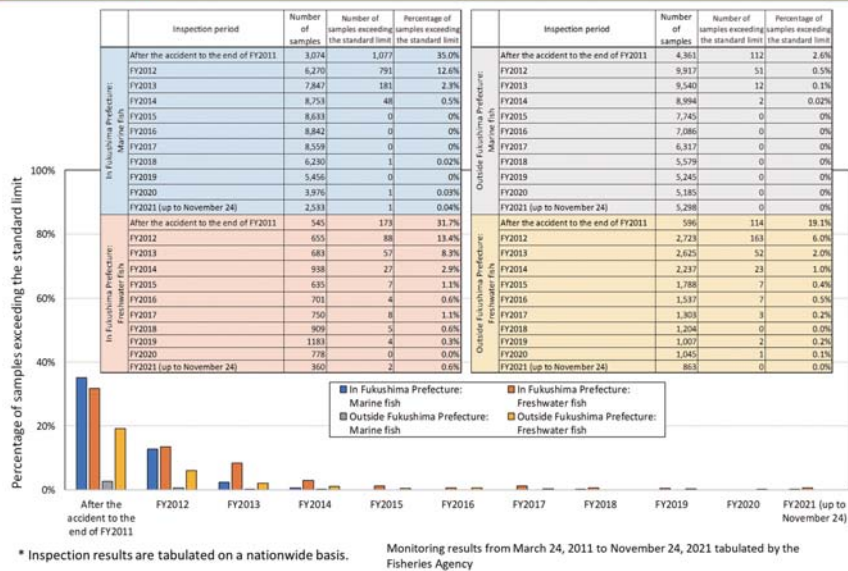 Inspection period Number of samples Number of samples exceeding the standard limit Percentage of samples exceeding the standard limit
In Fukushima Prefecture: Marine fish
After the accident to the end of FY2011 3,074 1,077 35.0%
FY2012 6,270 791 12.6%
FY2013 7,847 181 2.3%
FY2014 8,753 48 0.5%
FY2015 8,633 0 0%
FY2016 8,842 0 0%
FY2017 8,559 0 0%
FY2018 6,230 1 0.02%
FY2019 5,456 0 0%
FY2020 3,976 1 0.03%
FY2021 (up to November 24) 2,533 1 0.04%
In Fukushima Prefecture: Freshwater fish
After the accident to the end of FY2011 545 173 31.7%
FY2012 655 88 13.4%
FY2013 683 57 8.3%
FY2014 938 27 2.9%
FY2015 635 7 1.1%
FY2016 701 4 0.6%
FY2017 750 8 1.1%
FY2018 909 5 0.6%
FY2019 1183 4 0.3%
FY2020 778 0 0.0%
FY2021 (up to November 24) 360 2 0.6%
Inspection period Number of samples Number of samples exceeding the standard limit Percentage of samples exceeding the standard limit
Outside Fukushima Prefecture: Marine fish
After the accident to the end of FY2011 4,361 112 2.6%
FY2012 9,917 51 0.5%
FY2013 9,540 12 0.1%
FY2014 8,994 2 0.02%
FY2015 7,745 0 0%
FY2016 7,086 0 0%
FY2017 6,317 0 0%
FY2018 5,579 0 0%
FY2019 5,245 0 0%
FY2020 5,185 0 0%
FY2021 (up to November 24) 5,298 0 0%
Outside Fukushima Prefecture: Freshwater fish
After the accident to the end of FY2011 596 114 19.1%
FY2012 2,723 163 6.0%
FY2013 2,625 52 2.0%
FY2014 2,237 23 1.0%
FY2015 1,788 7 0.4%
FY2016 1,537 7 0.5%
FY2017 1,303 3 0.2%
FY2018 1,204 0 0.0%
FY2019 1,007 2 0.2%
FY2020 1,045 1 0.1%
FY2021 (up to November 24) 863 0 0.0%
Percentage of samples exceeding the standard limit
100%
80%
60%
40%
20%
0%
In Fukushima Prefecture: Marine fish
In Fukushima Prefecture: Freshwater fish
Outside Fukushima Prefecture: Marine fish
Outside Fukushima Prefecture: Freshwater fish
After the accident to the end of FY2011
FY2012
FY2013
FY2014
FY2015
FY2016
FY2017
FY2018
FY2019
FY2020
FY2021 (up to November 24)
* Inspection results are tabulated on a nationwide basis.
Monitoring results from March 24, 2011 to November 24, 2021 tabulated by the
Fisheries Agency